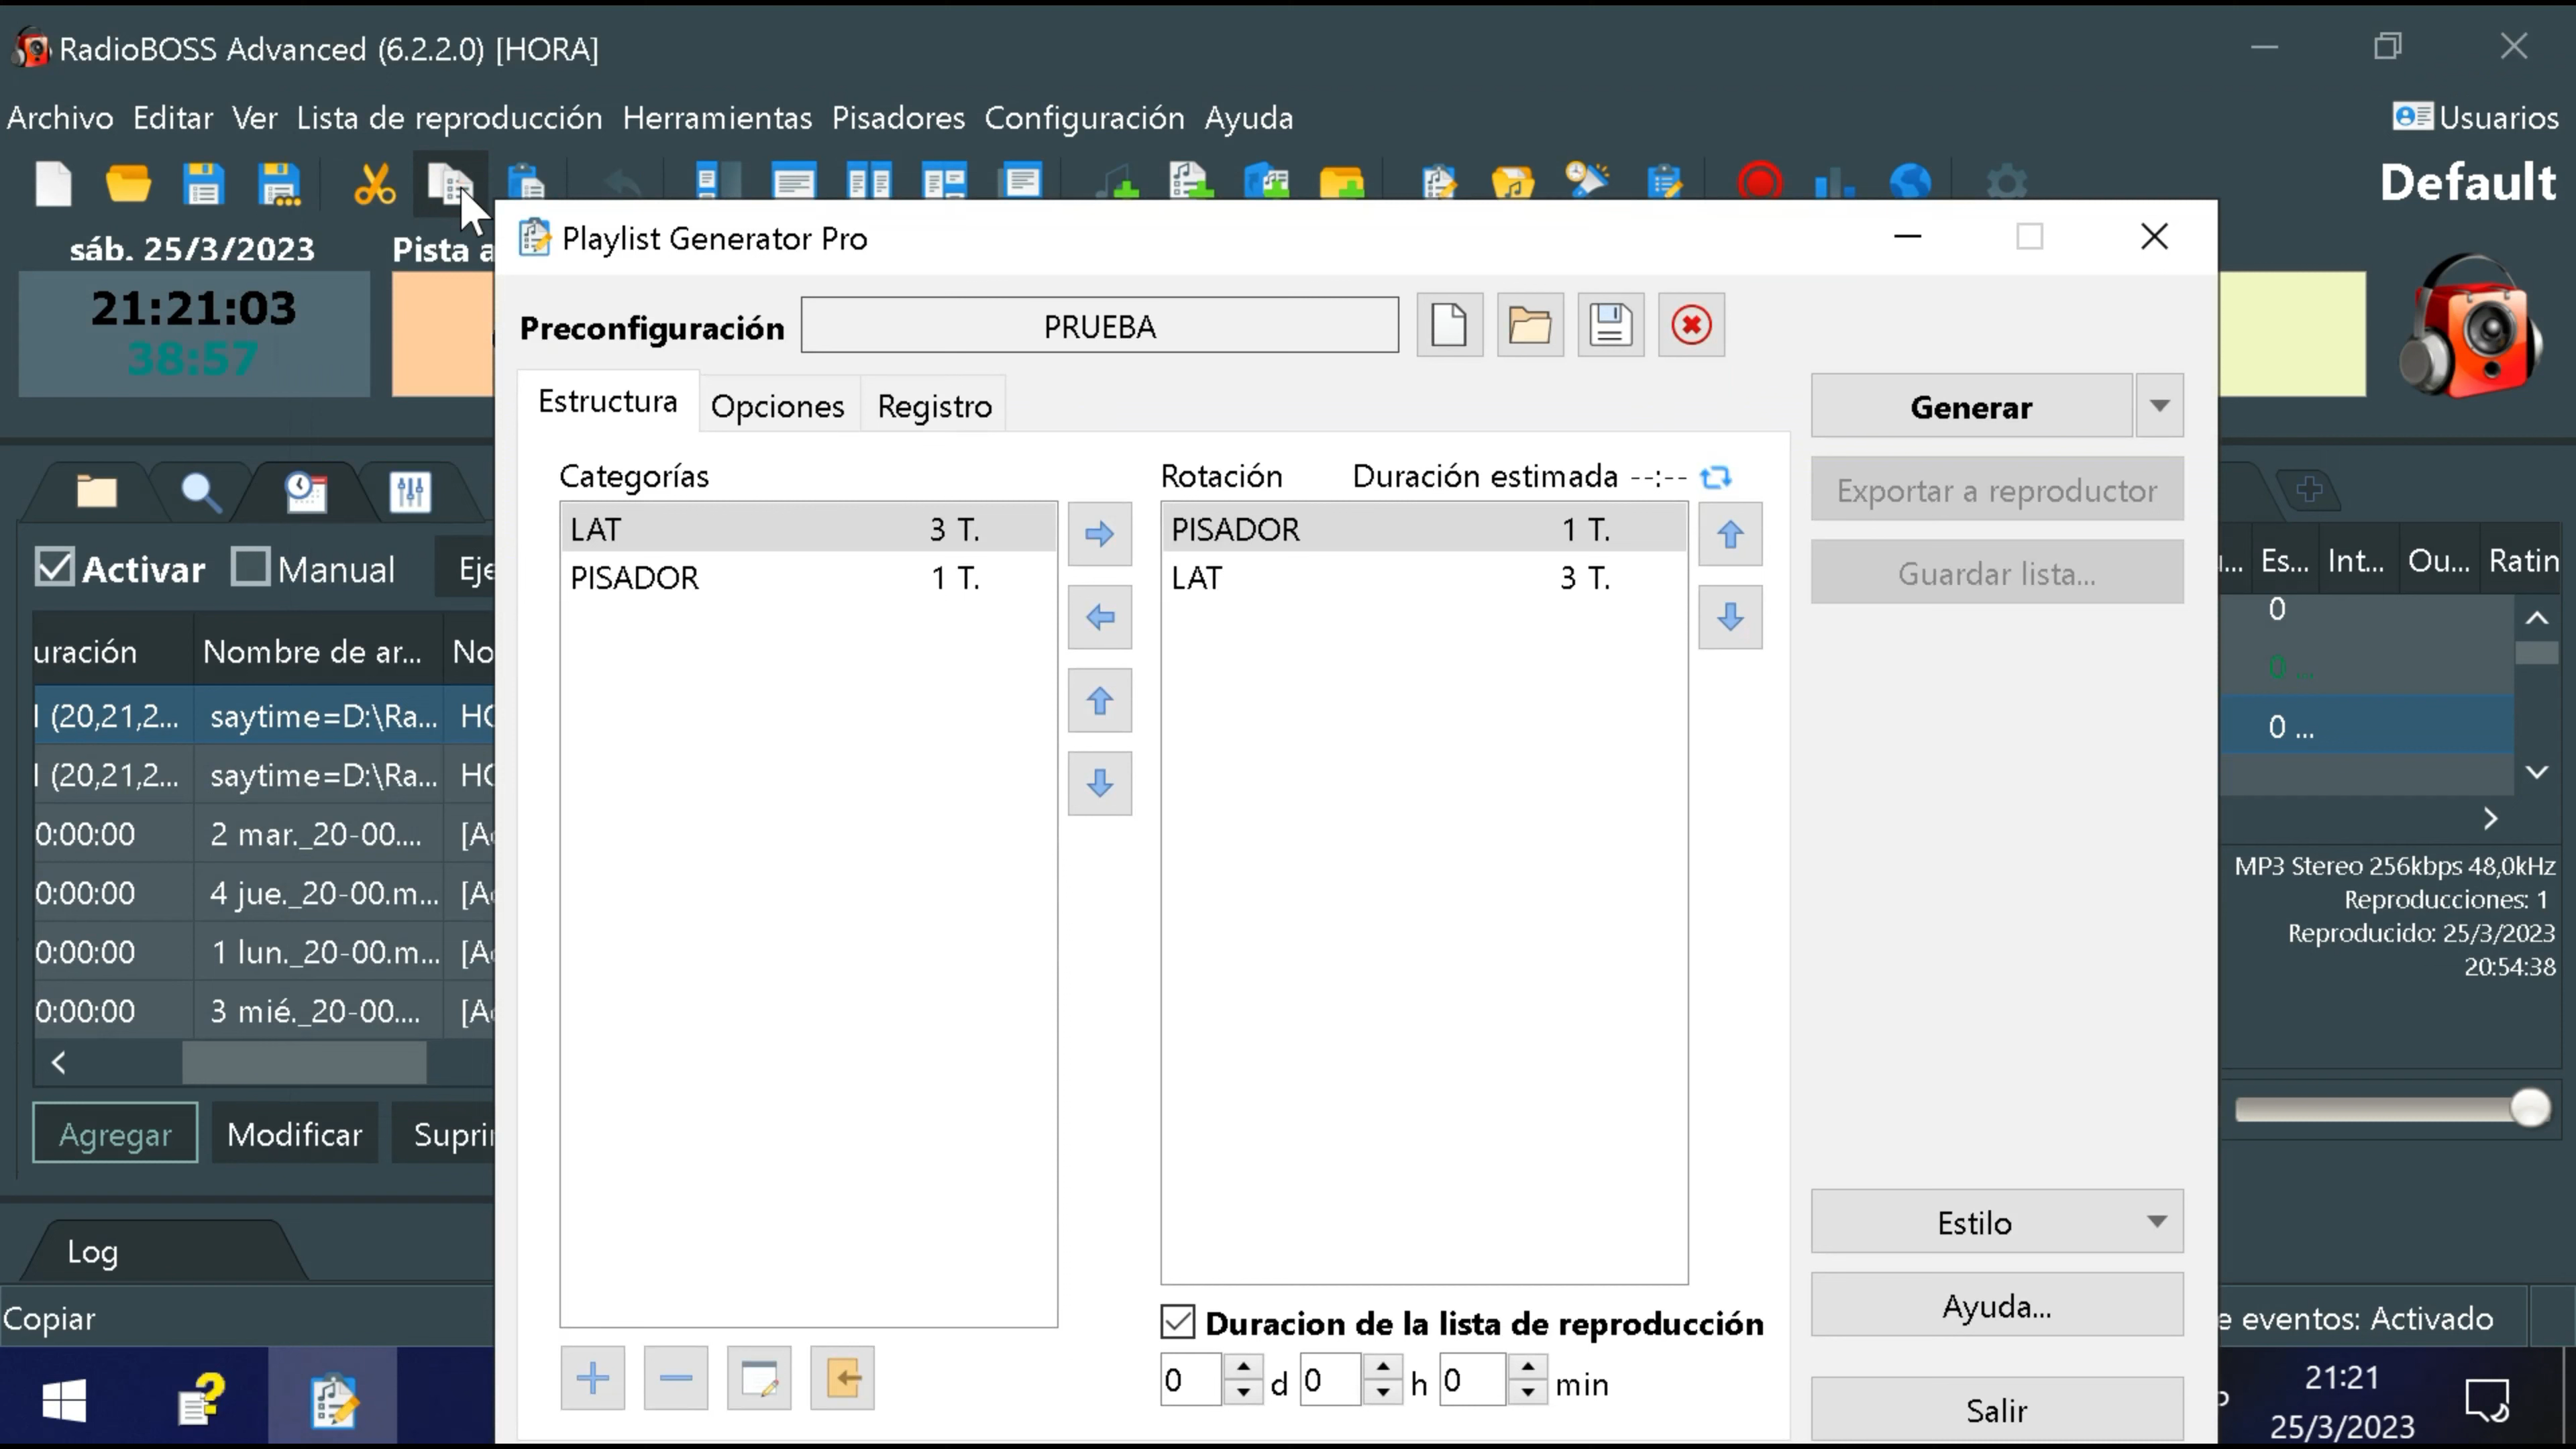 RadioBOSS Advanced (6.2.2.0) [HORA]
Archivo Editar Ver Lista de reproducción Herramientas Pisadores Configuración Ayuda
Usuarios
Default
sáb. 25/3/2023
Pista a
21:21:03
38:57
Playlist Generator Pro
Preconfiguración
PRUEBA
Estructura
Opciones
Registro
Generar
Exportar a reproductor
Guardar lista...
Categorías
LAT 3 T.
PISADOR 1 T.
Rotación
Duración estimada --:--
PISADOR 1 T.
LAT 3 T.
Activar
Manual
Eje
uración
Nombre de ar...
No
l (20,21,2... saytime=D:\Ra... HO
l (20,21,2... saytime=D:\Ra... HO
0:00:00 2 mar._20-00....
0:00:00 4 jue._20-00.m...
0:00:00 1 lun._20-00.m...
0:00:00 3 mié._20-00....
Agregar
Modificar
Suprir
Es... Int... Ou... Ratin
0
0 ...
0 ...
MP3 Stereo 256kbps 48,0kHz
Reproducciones: 1
Reproducido: 25/3/2023
20:54:38
Log
Copiar
Duracion de la lista de reproducción
0 d 0 h 0 min
Estilo
Ayuda...
Salir
e eventos: Activado
21:21
25/3/2023